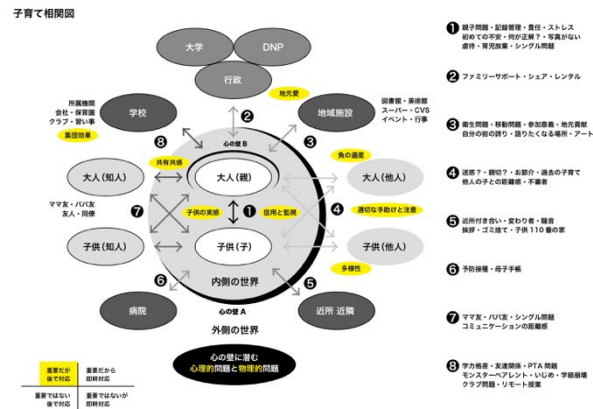 子育て相関図
大学
DNP
行政
地元愛
学校
所属機関
会社・保育園
クラブ・習い事
集団効果
地域施設
図書館・美術館
スーパー・CVS
イベント・行事
❽
❷
❸
心の壁 B
共有共感
負の遺産
大人(知人)
大人(親)
大人(他人)
ママ友・パパ友
友人・同僚
❼
子供の実感
❶
信用と監視
❹
適切な手助けと注意
子供(知人)
子供(子)
子供(他人)
多様性
内側の世界
❻
❺
病院
心の壁 A
近所 近隣
外側の世界
心の壁に潜む
心理的問題と物理的問題
重要だが
後で対応
重要だから
即時対応
重要ではない
後で対応
重要ではないが
即時対応
❶ 親子問題・記録管理・責任・ストレス
初めての不安・何が正解?・写真がない
虐待・育児放棄・シングル問題
❷ ファミリーサポート・シェア・レンタル
❸ 衛生問題・移動問題・参加意義・地元貢献
自分の街の誇り・語りたくなる場所・アート
❹ 迷惑?・親切?・お節介・過去の子育て
他人の子との距離感・不審者
❺ 近所付き合い・変わり者・騒音
挨拶・ゴミ捨て・子供 110 番の家
❻ 予防接種・母子手帳
❼ ママ友・パパ友・シングル問題
コミュニケーションの距離感
❽ 学力格差・友達関係・PTA 問題
モンスターペアレント・いじめ・学級崩壊
クラブ問題・リモート授業